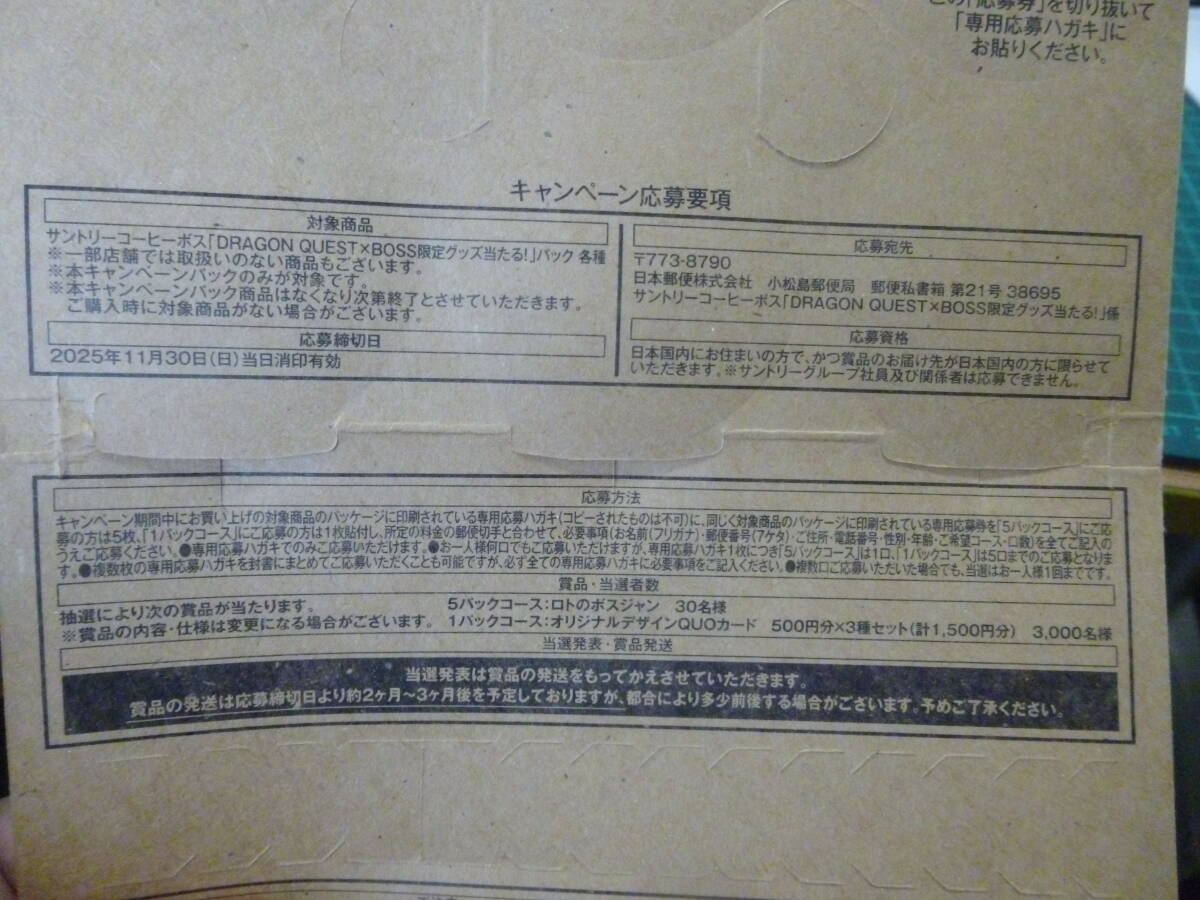 この「応募券」を切り抜いて
「専用応募ハガキ」に
お貼りください。
キャンペーン応募要項
対象商品
サントリーコーヒーボス「DRAGON QUEST×BOSS限定グッズ当たる!」パック 各種
※一部店舗では取扱いのない商品もございます。
※本キャンペーンパックのみが対象です。
※本キャンペーンパック商品はなくなり次第終了とさせていただきます。
ご購入時に対象商品がない場合がございます。
応募締切日
2025年11月30日(日)当日消印有効
応募宛先
〒773-8790
日本郵便株式会社 小松島郵便局 郵便私書箱 第21号 38695
サントリーコーヒーボス「DRAGON QUEST×BOSS限定グッズ当たる!」係
応募資格
日本国内にお住まいの方で、かつ賞品のお届け先が日本国内の方に限らせて
いただきます。※サントリーグループ社員及び関係者は応募できません。
応募方法
キャンペーン期間中にお買い上げの対象商品のパッケージに印刷されている専用応募ハガキ(コピーされたものは不可)に、同じく対象商品のパッケージに印刷されている専用応募券を「5パックコース」にご応
募の方は5枚、「1パックコース」にご応募の方は1枚貼付し、所定の料金の郵便切手と合わせて、必要事項(お名前(フリガナ)・郵便番号(7ケタ)・ご住所・電話番号・性別・年齢・ご希望コース・口数)を全てご記入の
うえご応募ください。●専用応募ハガキでのみご応募いただけます。●お一人様何口でもご応募いただけますが、専用応募ハガキ1枚につき「5パックコース」は1口、「1パックコース」は5口までのご応募となりま
す。●複数枚の専用応募ハガキを封書にまとめてご応募いただくことも可能ですが、必ず全ての専用応募ハガキに必要事項をご記入ください。●複数口ご応募いただいた場合でも、当選はお一人様1回までです。
賞品・当選者数
抽選により次の賞品が当たります。 5パックコース:ロトのボスジャン 30名様
※賞品の内容・仕様は変更になる場合がございます。 1パックコース:オリジナルデザインQUOカード 500円分×3種セット(計1,500円分) 3,000名様
当選発表・賞品発送
当選発表は賞品の発送をもってかえさせていただきます。
賞品の発送は応募締切日より約2ヶ月～3ヶ月後を予定しておりますが、都合により多少前後する場合がございます。予めご了承ください。